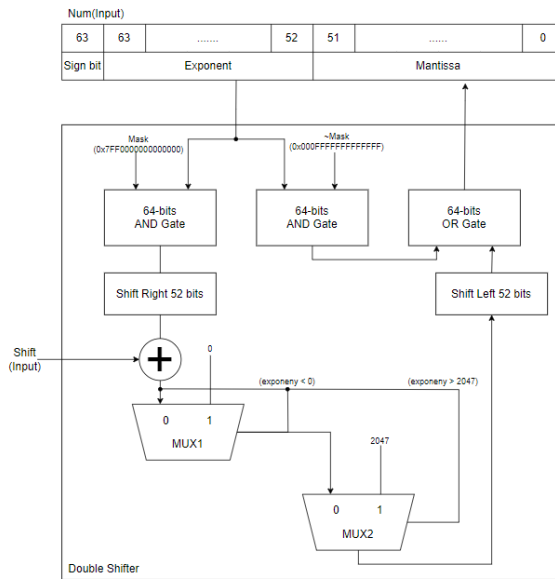 Num(Input)
63 63 ....... 52 51 ...... 0
Sign bit Exponent Mantissa
Mask
(0x7FF0000000000000)
~Mask
(0x000FFFFFFFFFFFFF)
64-bits
AND Gate
64-bits
AND Gate
64-bits
OR Gate
Shift Right 52 bits
Shift Left 52 bits
Shift
(Input)
+
0
(exponeny < 0)
(exponeny > 2047)
0 1
MUX1
2047
0 1
MUX2
Double Shifter